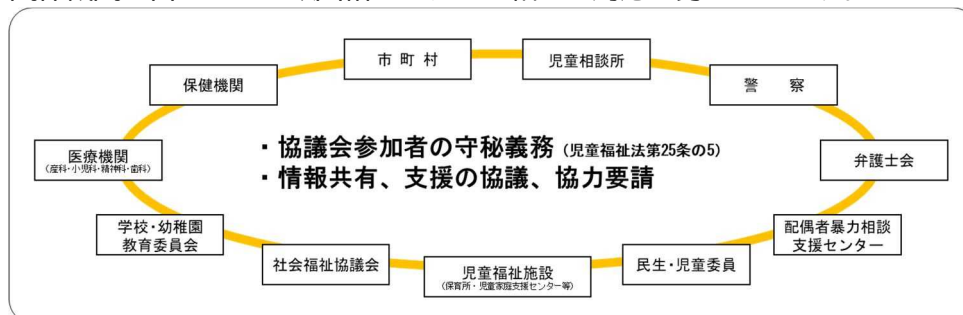 市町村
児童相談所
保健機関
警察
・協議会参加者の守秘義務 (児童福祉法第25条の5)
・情報共有、支援の協議、協力要請
医療機関
(産科・小児科・精神科・歯科)
弁護士会
学校・幼稚園
教育委員会
配偶者暴力相談
支援センター
社会福祉協議会
児童福祉施設
(保育所・児童家庭支援センター等)
民生・児童委員